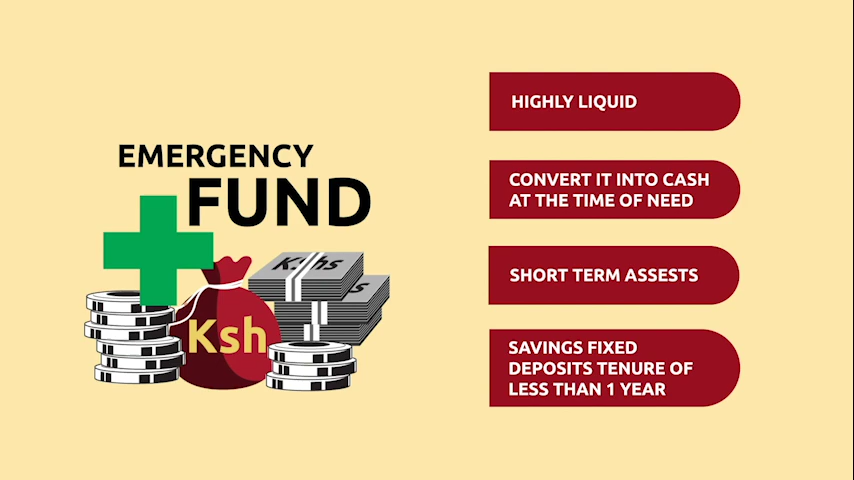 EMERGENCY
FUND
Kshs
s
Ksh
HIGHLY LIQUID
CONVERT IT INTO CASH
AT THE TIME OF NEED
SHORT TERM ASSESTS
SAVINGS FIXED
DEPOSITS TENURE OF
LESS THAN 1 YEAR